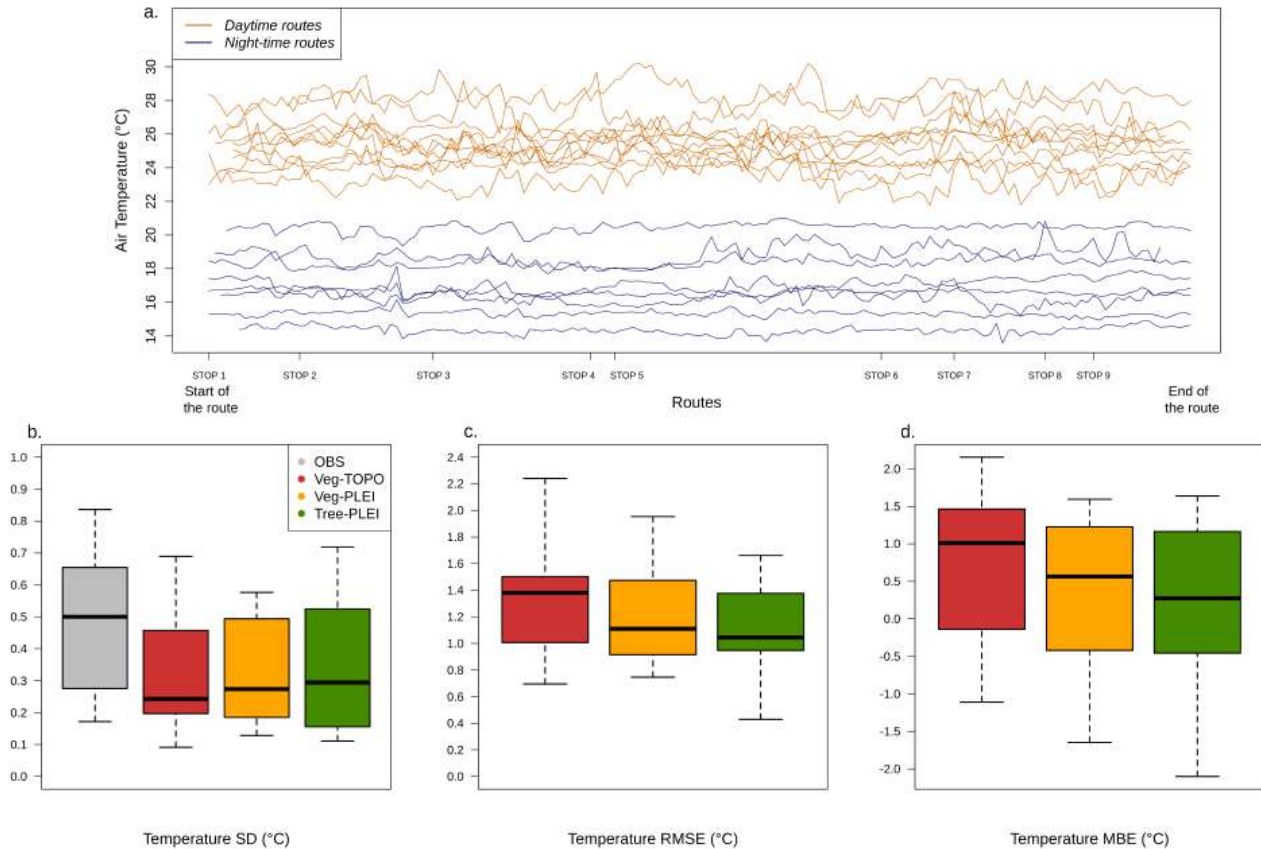 a.
Daytime routes
Night-time routes
Air Temperature (°C)
30
28
26
24
22
20
18
16
14
STOP 1
STOP 2
STOP 3
STOP 4
STOP 5
STOP 6
STOP 7
STOP 8
STOP 9
Start of
the route
Routes
End of
the route
b.
1.0
0.9
0.8
0.7
0.6
0.5
0.4
0.3
0.2
0.1
0.0
OBS
Veg-TOPO
Veg-PLEI
Tree-PLEI
Temperature SD (°C)
c.
2.4
2.2
2.0
1.8
1.6
1.4
1.2
1.0
0.8
0.6
0.4
0.2
0.0
Temperature RMSE (°C)
d.
2.0
1.5
1.0
0.5
0.0
-0.5
-1.0
-1.5
-2.0
Temperature MBE (°C)